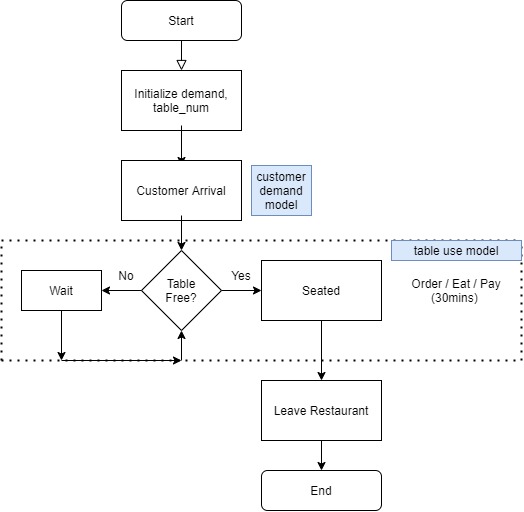 Start
Initialize demand,
table_num
Customer Arrival
customer
demand
model
table use model
No
Table
Free?
Yes
Wait
Seated
Order / Eat / Pay
(30mins)
Leave Restaurant
End